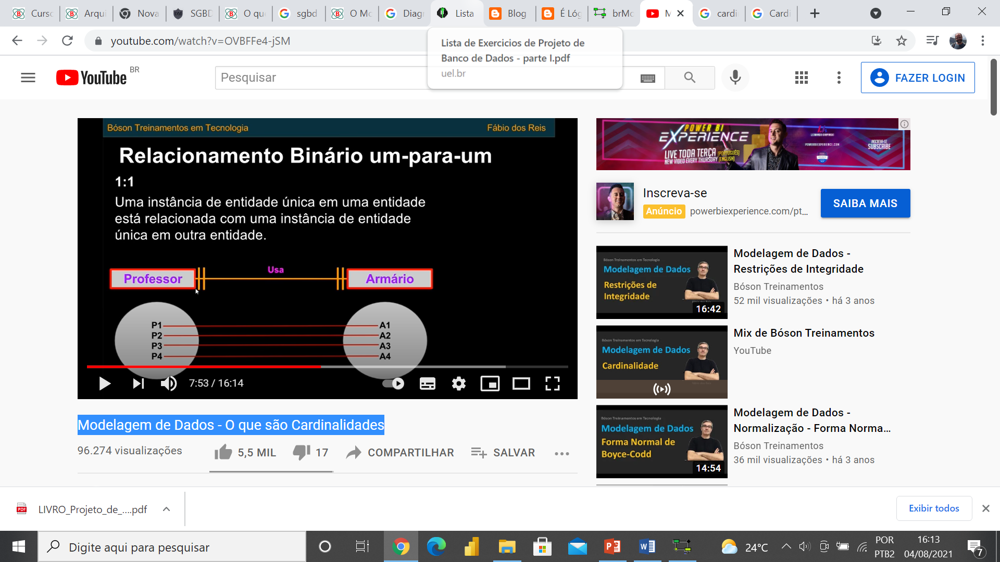 Curso
Arqui
Nova
SGBD
O que
sgbd
O Mo
Diagr
Lista
Blog
É Lóg
brMo
M
cardi
Cardi
youtube.com/watch?v=OVBFFe4-jSM
Lista de Exercicios de Projeto de
Banco de Dados - parte I.pdf
uel.br
YouTube
BR
Pesquisar
FAZER LOGIN
Bóson Treinamentos em Tecnologia
Fábio dos Reis
Relacionamento Binário um-para-um
1:1
Uma instância de entidade única em uma entidade
está relacionada com uma instância de entidade
única em outra entidade.
Professor
Usa
Armário
P1
P2
P3
P4
A1
A2
A3
A4
7:53 / 16:14
Modelagem de Dados - O que são Cardinalidades
96.274 visualizações
5,5 MIL
17
COMPARTILHAR
SALVAR
POWER BI
EXPERIENCE
LIVE TODA TERÇA (PORTUGUÊS)
NEW VIDEO EVERY THURSDAY (ENGLISH)
LEONARDO KARPINSKI
POWERBIEXPERIENCE.COM
INSCREVA-SE
SUBSCRIBE
Inscreva-se
Anúncio powerbiexperience.com/pt...
SAIBA MAIS
Bóson Treinamentos em Tecnologia
Modelagem de Dados
Restrições de
Integridade
16:42
Modelagem de Dados -
Restrições de Integridade
Bóson Treinamentos
52 mil visualizações • há 3 anos
Bóson Treinamentos em Tecnologia
Modelagem de Dados
Cardinalidade
Mix de Bóson Treinamentos
YouTube
Bóson Treinamentos em Tecnologia
Modelagem de Dados
Forma Normal de
Boyce-Codd
14:54
Modelagem de Dados -
Normalização - Forma Norma...
Bóson Treinamentos
36 mil visualizações • há 3 anos
LIVRO_Projeto_de_....pdf
Exibir todos
Digite aqui para pesquisar
24°C
POR
PTB2
16:13
04/08/2021
7